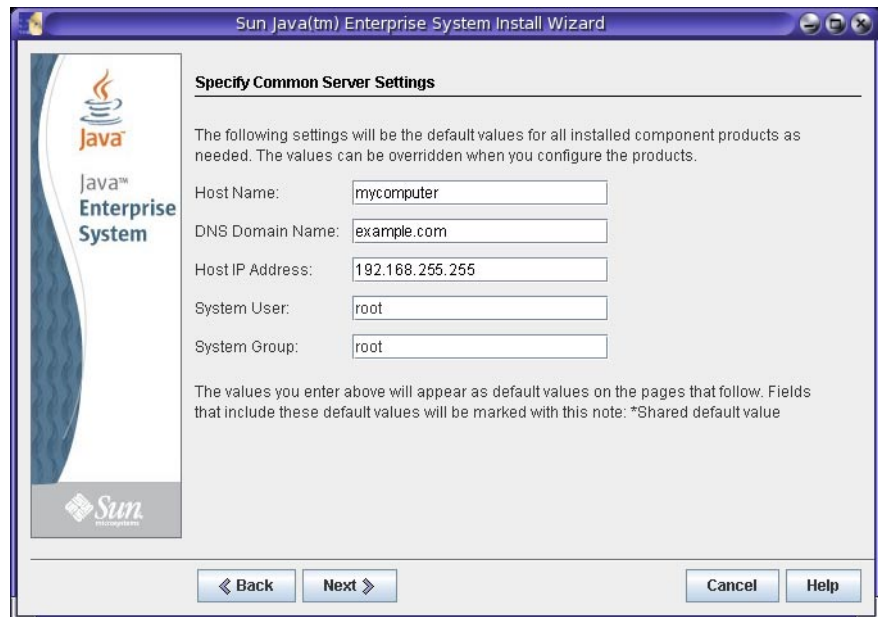 Sun Java(tm) Enterprise System Install Wizard
Java™
Java™
Enterprise
System
Sun
microsystems
Specify Common Server Settings
The following settings will be the default values for all installed component products as
needed. The values can be overridden when you configure the products.
Host Name: mycomputer
DNS Domain Name: example.com
Host IP Address: 192.168.255.255
System User: root
System Group: root
The values you enter above will appear as default values on the pages that follow. Fields
that include these default values will be marked with this note: *Shared default value
Back Next Cancel Help